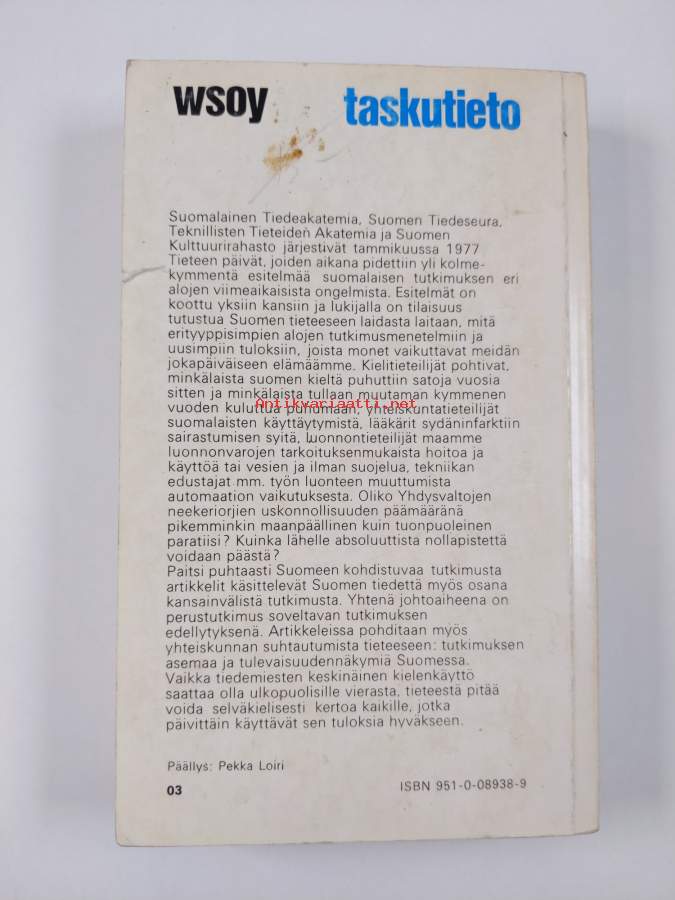 wsoy taskutieto
Suomalainen Tiedeakatemia, Suomen Tiedeseura,
Teknillisten Tieteiden Akatemia ja Suomen
Kulttuurirahasto järjestivät tammikuussa 1977
Tieteen päivät, joiden aikana pidettiin yli kolme-
kymmentä esitelmää suomalaisen tutkimuksen eri
alojen viimeaikaisista ongelmista. Esitelmät on
koottu yksiin kansiin ja lukijalla on tilaisuus
tutustua Suomen tieteeseen laidasta laitaan, mitä
erityyppisimpien alojen tutkimusmenetelmiin ja
uusimpiin tuloksiin, joista monet vaikuttavat meidän
jokapäiväiseen elämäämme. Kielitieteilijät pohtivat,
minkälaista suomen kieltä puhuttiin satoja vuosia
sitten ja minkälaista tullaan muutaman kymmenen
Antikvariaatti.net
vuoden kuluttua puhumaan, yhteiskuntatieteilijät
suomalaisten käyttäytymistä, lääkärit sydäninfarktiin
sairastumisen syitä, luonnontieteilijät maamme
luonnonvarojen tarkoituksenmukaista hoitoa ja
käyttöä tai vesien ja ilman suojelua, tekniikan
edustajat mm. työn luonteen muuttumista
automaation vaikutuksesta. Oliko Yhdysvaltojen
neekeriorjien uskonnollisuuden päämääränä
pikemminkin maanpäällinen kuin tuonpuoleinen
paratiisi? Kuinka lähelle absoluuttista nollapistettä
voidaan päästä?
Paitsi puhtaasti Suomeen kohdistuvaa tutkimusta
artikkelit käsittelevät Suomen tiedettä myös osana
kansainvälistä tutkimusta. Yhtenä johtoaiheena on
perustutkimus soveltavan tutkimuksen
edellytyksenä. Artikkeleissa pohditaan myös
yhteiskunnan suhtautumista tieteeseen: tutkimuksen
asemaa ja tulevaisuudennäkymiä Suomessa.
Vaikka tiedemiesten keskinäinen kielenkäyttö
saattaa olla ulkopuolisille vierasta, tieteestä pitää
voida selväkielisesti kertoa kaikille, jotka
päivittäin käyttävät sen tuloksia hyväkseen.
Päällys: Pekka Loiri
03 ISBN 951-0-08938-9